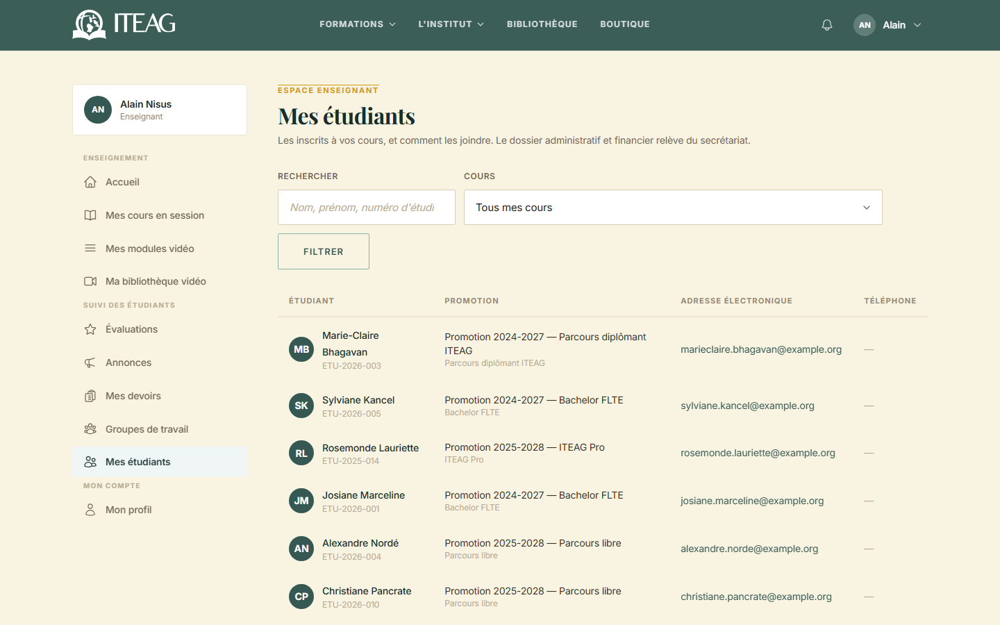 ITEAG
FORMATIONS
L'INSTITUT
BIBLIOTHÈQUE
BOUTIQUE
AN
Alain
AN
Alain Nisus
Enseignant
ENSEIGNEMENT
Accueil
Mes cours en session
Mes modules vidéo
Ma bibliothèque vidéo
SUIVI DES ÉTUDIANTS
Évaluations
Annonces
Mes devoirs
Groupes de travail
Mes étudiants
MON COMPTE
Mon profil
ESPACE ENSEIGNANT
Mes étudiants
Les inscrits à vos cours, et comment les joindre. Le dossier administratif et financier relève du secrétariat.
RECHERCHER
COURS
Nom, prénom, numéro d'étudi
Tous mes cours
FILTRER
ÉTUDIANT
PROMOTION
ADRESSE ÉLECTRONIQUE
TÉLÉPHONE
MB
Marie-Claire
Bhagavan
ETU-2026-003
Promotion 2024-2027 — Parcours diplômant
ITEAG
Parcours diplômant ITEAG
marieclaire.bhagavan@example.org
—
SK
Sylviane Kancel
ETU-2026-005
Promotion 2024-2027 — Bachelor FLTE
Bachelor FLTE
sylviane.kancel@example.org
—
RL
Rosemonde Lauriette
ETU-2025-014
Promotion 2025-2028 — ITEAG Pro
ITEAG Pro
rosemonde.lauriette@example.org
—
JM
Josiane Marceline
ETU-2026-001
Promotion 2024-2027 — Bachelor FLTE
Bachelor FLTE
josiane.marceline@example.org
—
AN
Alexandre Nordé
ETU-2026-004
Promotion 2025-2028 — Parcours libre
Parcours libre
alexandre.norde@example.org
—
CP
Christiane Pancrate
ETU-2026-010
Promotion 2025-2028 — Parcours libre
Parcours libre
christiane.pancrate@example.org
—